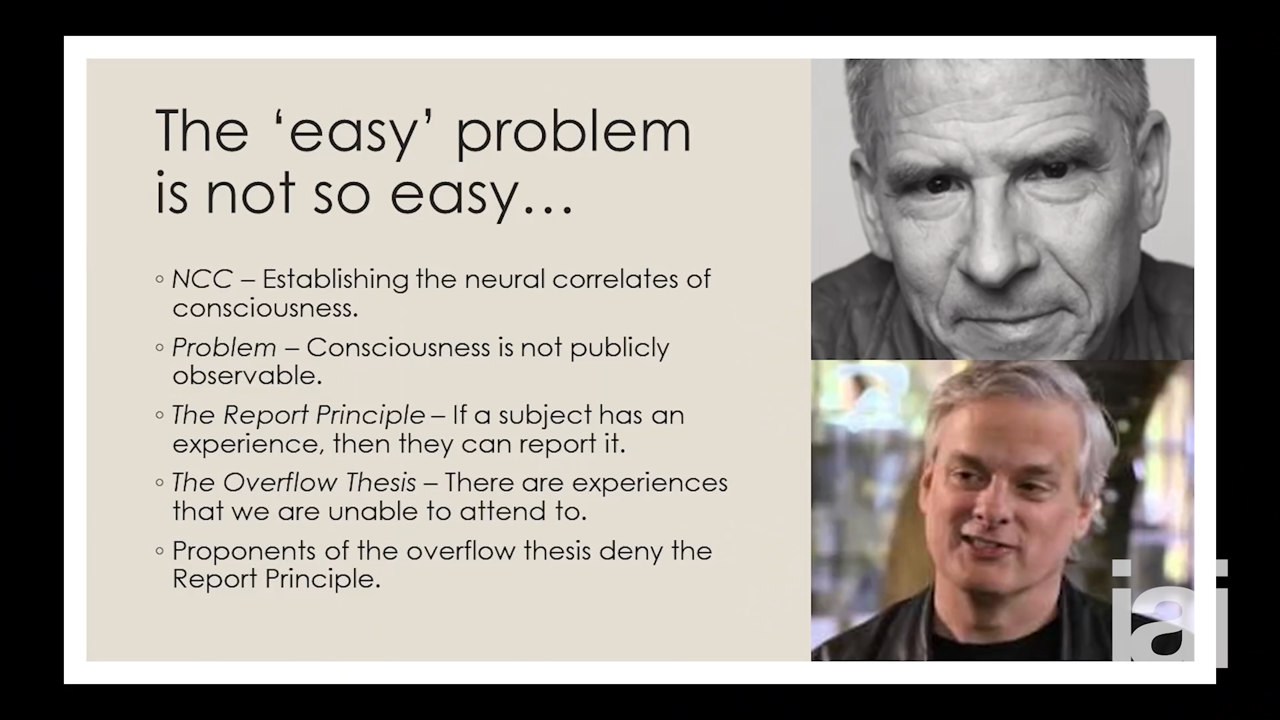 The ‘easy’ problem
is not so easy…
◦ NCC – Establishing the neural correlates of
consciousness.
◦ Problem – Consciousness is not publicly
observable.
◦ The Report Principle – If a subject has an
experience, then they can report it.
◦ The Overflow Thesis – There are experiences
that we are unable to attend to.
◦ Proponents of the overflow thesis deny the
Report Principle.
iai